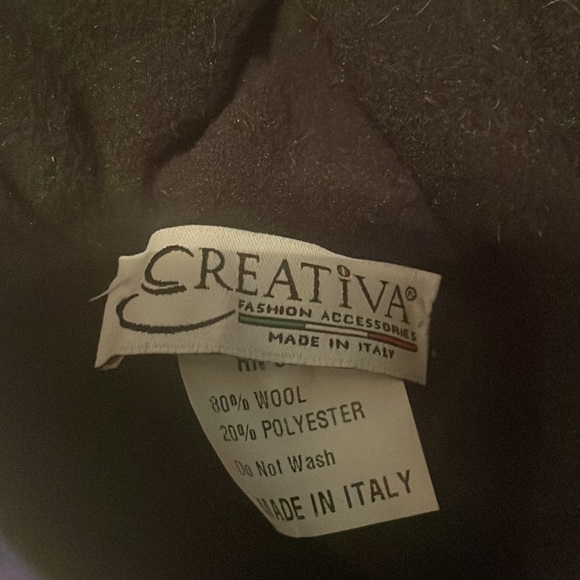 CREATiVA®
FASHION ACCESSORIES
MADE IN ITALY
80% WOOL
20% POLYESTER
Do Not Wash
MADE IN ITALY